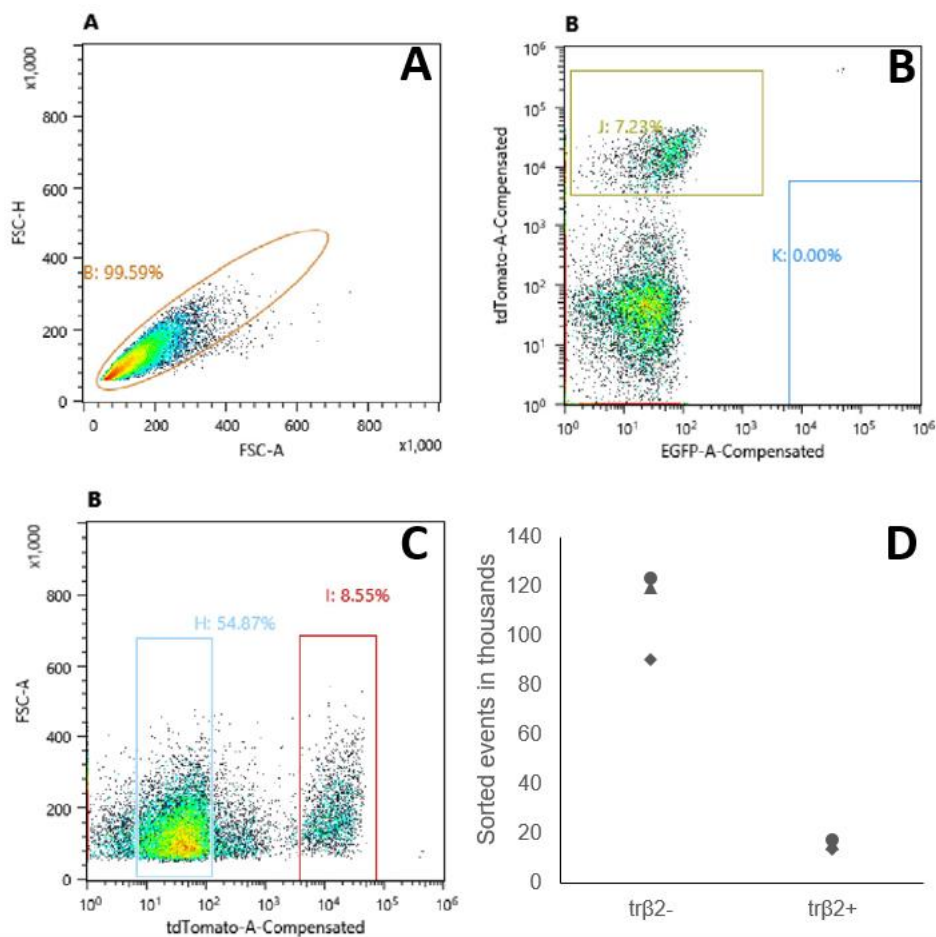 A
A
x1,000
800
600
400
200
0
FSC-H
B: 99.59%
0 200 400 600 800
x1,000
FSC-A
B
B
10⁶
10⁵
10⁴
10³
10²
10¹
10⁰
tdTomato-A-Compensated
J: 7.23%
K: 0.00%
10⁰ 10¹ 10² 10³ 10⁴ 10⁵ 10⁶
EGFP-A-Compensated
B
C
x1,000
800
600
400
200
0
FSC-A
I: 8.55%
H: 54.87%
10⁰ 10¹ 10² 10³ 10⁴ 10⁵ 10⁶
tdTomato-A-Compensated
D
140
120
100
80
60
40
20
0
Sorted events in thousands
trβ2- trβ2+